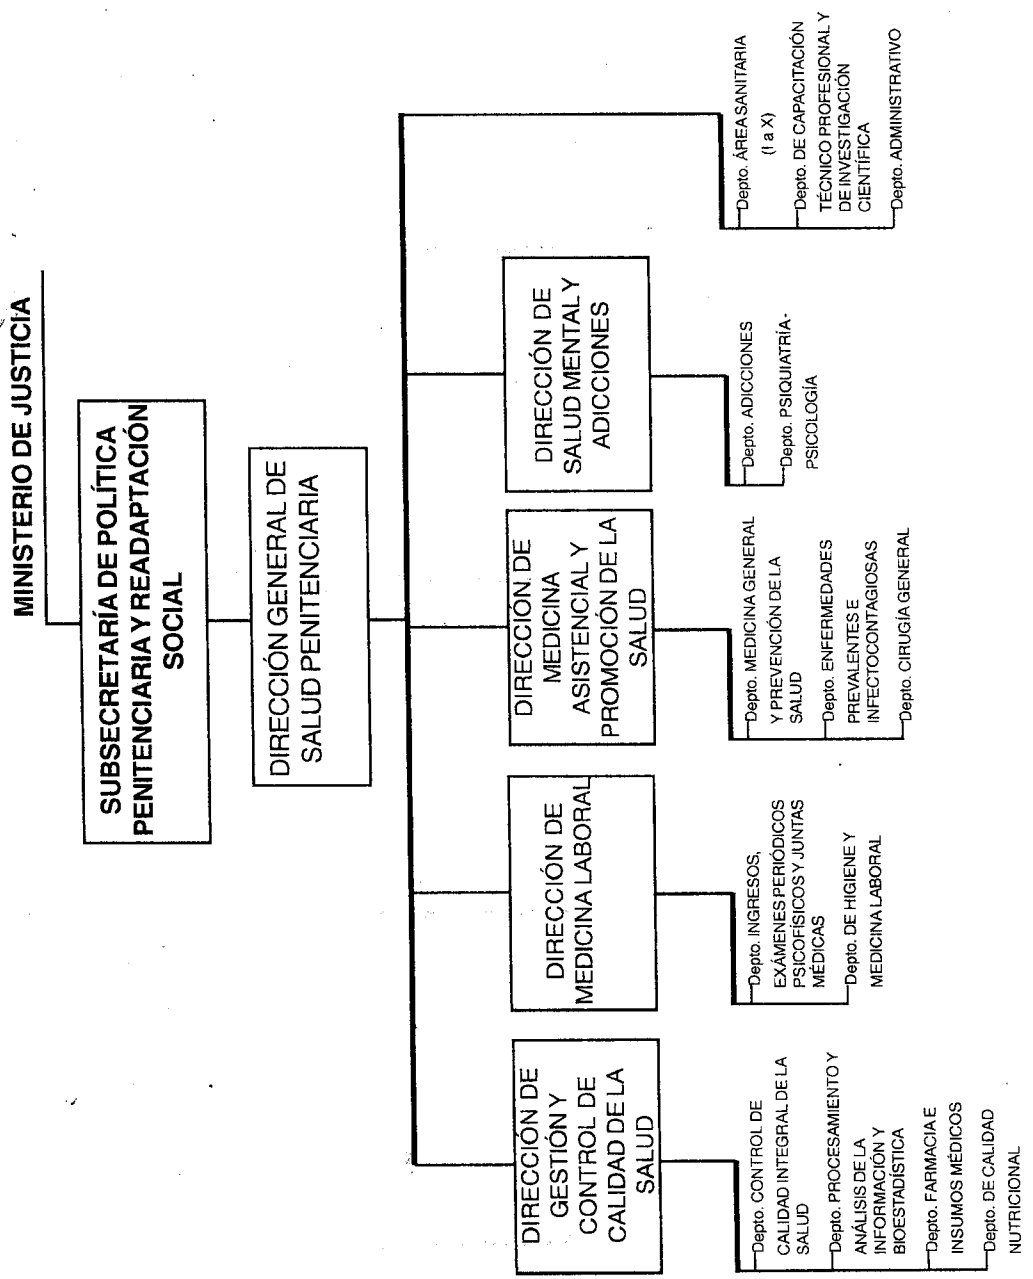 MINISTERIO DE JUSTICIA
SUBSECRETARÍA DE POLÍTICA
PENITENCIARIA Y READAPTACIÓN
SOCIAL
DIRECCIÓN GENERAL DE
SALUD PENITENCIARIA
DIRECCIÓN DE
GESTIÓN Y
CONTROL DE
CALIDAD DE LA
SALUD
Depto. CONTROL DE
CALIDAD INTEGRAL DE LA
SALUD
Depto. PROCESAMIENTO Y
ANÁLISIS DE LA
INFORMACIÓN Y
BIOESTADÍSTICA
Depto. FARMACIA E
INSUMOS MÉDICOS
Depto. DE CALIDAD
NUTRICIONAL
DIRECCIÓN DE
MEDICINA LABORAL
Depto. INGRESOS,
EXÁMENES PERIÓDICOS
PSICOFÍSICOS Y JUNTAS
MÉDICAS
Depto. DE HIGIENE Y
MEDICINA LABORAL
DIRECCIÓN DE
MEDICINA
ASISTENCIAL Y
PROMOCIÓN DE LA
SALUD
Depto. MEDICINA GENERAL
Y PREVENCIÓN DE LA
SALUD
Depto. ENFERMEDADES
PREVALENTES E
INFECTOCONTAGIOSAS
Depto. CIRUGÍA GENERAL
DIRECCIÓN DE
SALUD MENTAL Y
ADICCIONES
Depto. ADICCIONES
Depto. PSIQUIATRÍA-
PSICOLOGÍA
Depto. ÁREA SANITARIA
(I a X)
Depto. DE CAPACITACIÓN
TÉCNICO PROFESIONAL Y
DE INVESTIGACIÓN
CIENTÍFICA
Depto. ADMINISTRATIVO